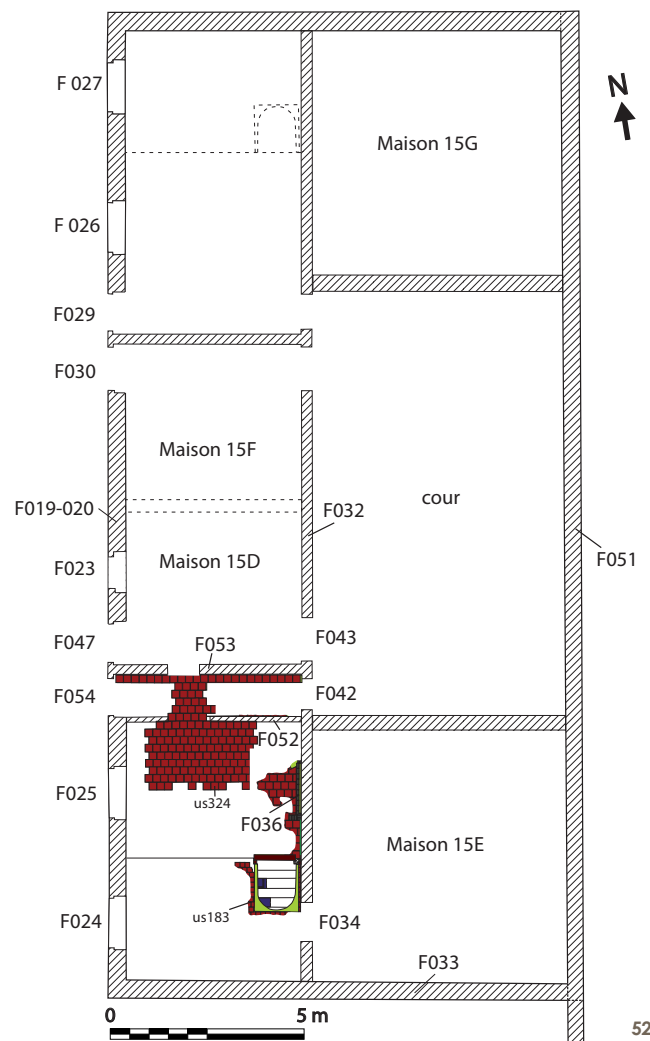 F 027
N
Maison 15G
F 026
F029
F030
Maison 15F
F019-020
F032
cour
F051
F023
Maison 15D
F047
F053
F043
F054
F042
F052
F025
us324
F036
Maison 15E
us183
F024
F034
F033
0
5 m
52